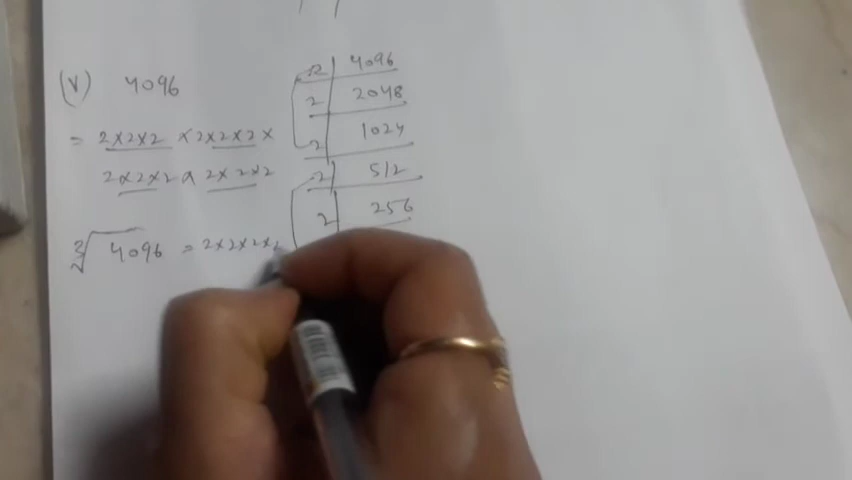 (V) 4096
= 2×2×2 × 2×2×2 ×
2×2×2 × 2×2×2
∛4096 = 2×2×2×2
2 | 4096
2 | 2048
2 | 1024
2 | 512
2 | 256